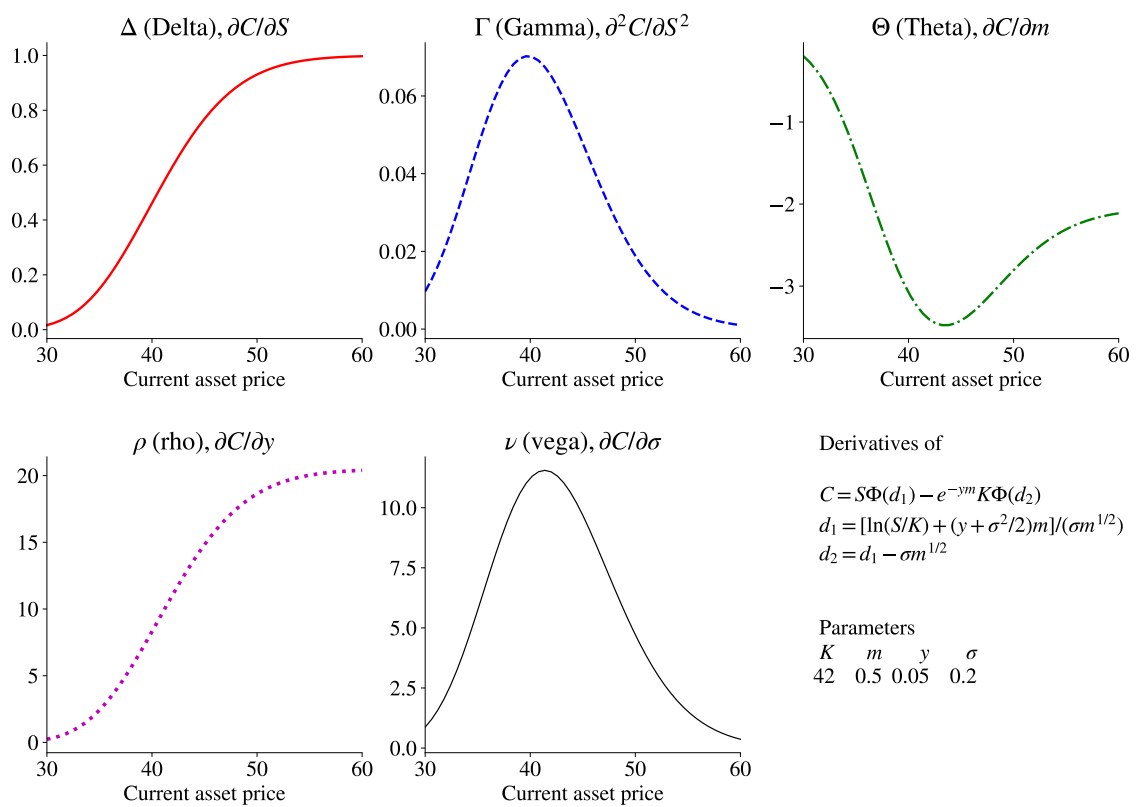 Δ (Delta), ∂C/∂S
1.0
0.8
0.6
0.4
0.2
0.0
30 40 50 60
Current asset price
Γ (Gamma), ∂²C/∂S²
0.06
0.04
0.02
0.00
30 40 50 60
Current asset price
Θ (Theta), ∂C/∂m
−1
−2
−3
30 40 50 60
Current asset price
ρ (rho), ∂C/∂y
20
15
10
5
0
30 40 50 60
Current asset price
ν (vega), ∂C/∂σ
10.0
7.5
5.0
2.5
0.0
30 40 50 60
Current asset price
Derivatives of
C = SΦ(d₁) − e⁻ʸᵐKΦ(d₂)
d₁ = [ln(S/K) + (y + σ²/2)m]/(σm^{1/2})
d₂ = d₁ − σm^{1/2}
Parameters
K m y σ
42 0.5 0.05 0.2